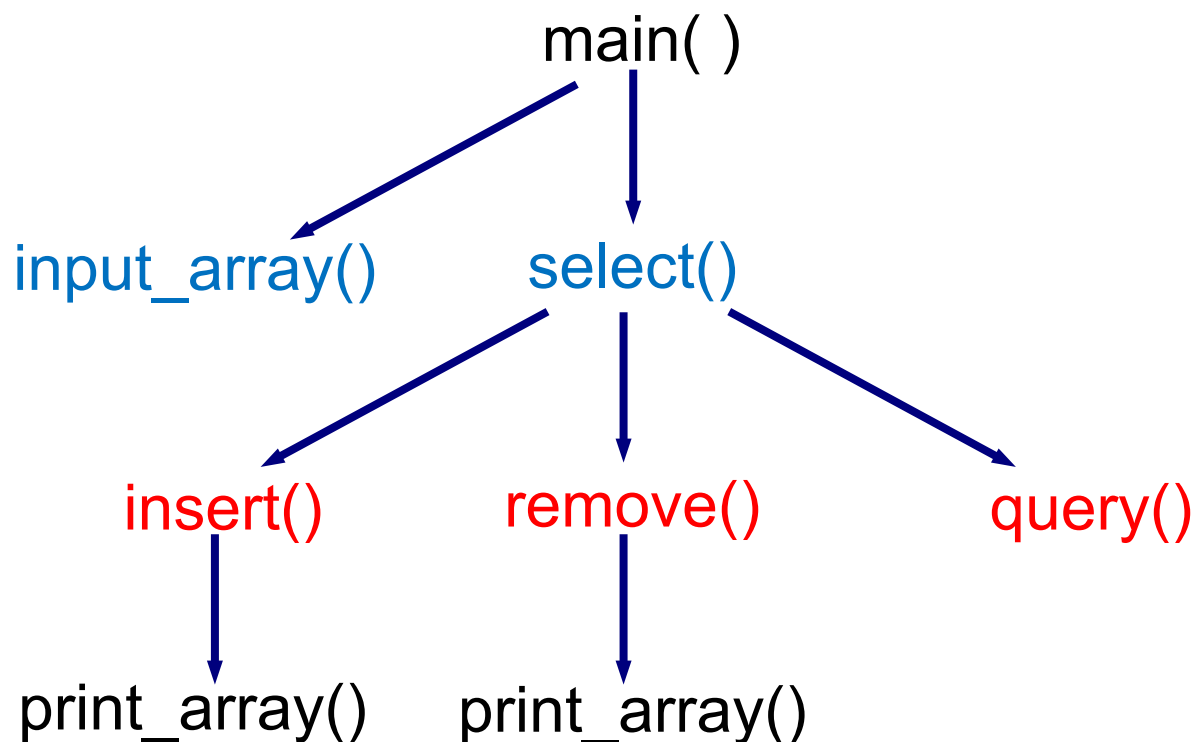 main( )
input_array()
select()
insert()
remove()
query()
print_array()
print_array()